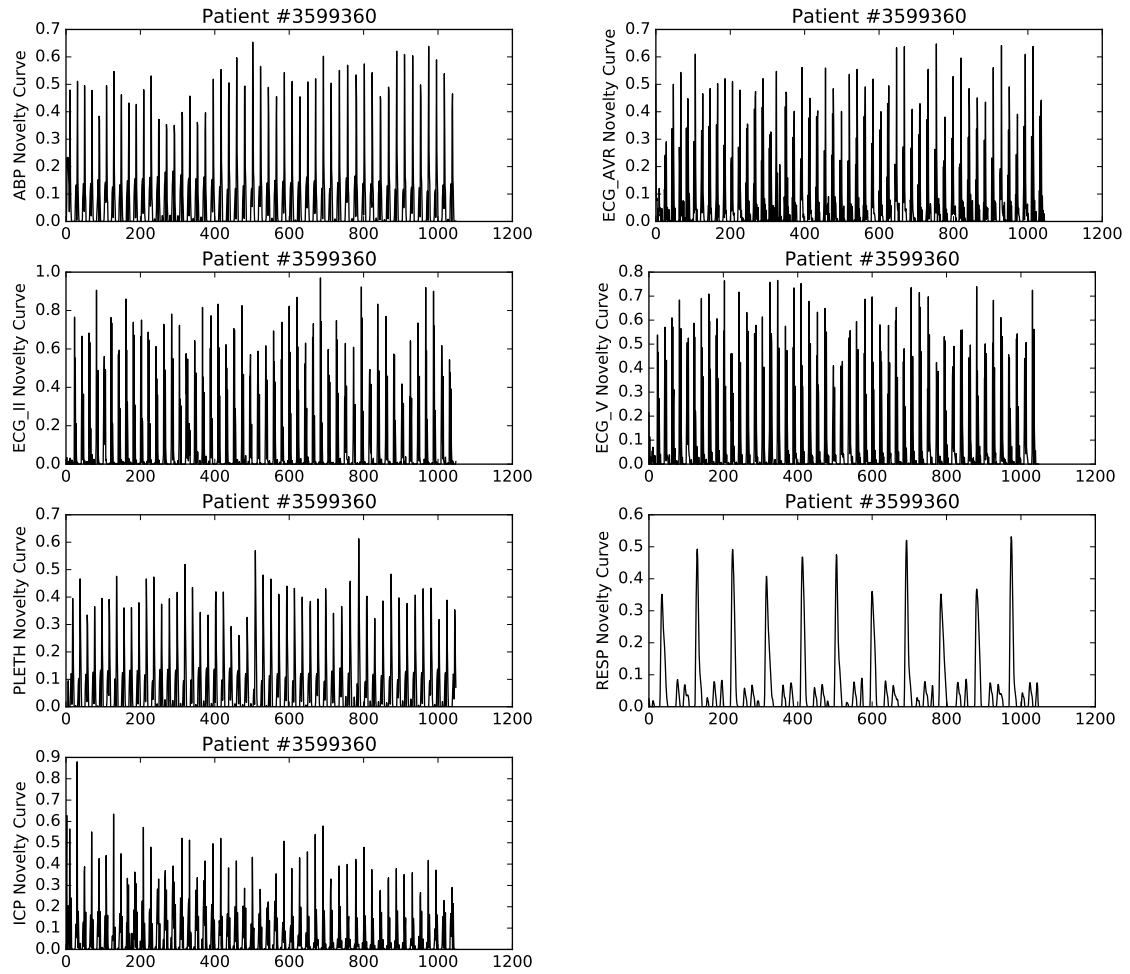 Patient #3599360
ABP Novelty Curve
0.7
0.6
0.5
0.4
0.3
0.2
0.1
0.0
0 200 400 600 800 1000 1200
Patient #3599360
ECG_AVR Novelty Curve
0.7
0.6
0.5
0.4
0.3
0.2
0.1
0.0
0 200 400 600 800 1000 1200
Patient #3599360
ECG_II Novelty Curve
1.0
0.8
0.6
0.4
0.2
0.0
0 200 400 600 800 1000 1200
Patient #3599360
ECG_V Novelty Curve
0.8
0.7
0.6
0.5
0.4
0.3
0.2
0.1
0.0
0 200 400 600 800 1000 1200
Patient #3599360
PLETH Novelty Curve
0.7
0.6
0.5
0.4
0.3
0.2
0.1
0.0
0 200 400 600 800 1000 1200
Patient #3599360
RESP Novelty Curve
0.6
0.5
0.4
0.3
0.2
0.1
0.0
0 200 400 600 800 1000 1200
Patient #3599360
ICP Novelty Curve
0.9
0.8
0.7
0.6
0.5
0.4
0.3
0.2
0.1
0.0
0 200 400 600 800 1000 1200